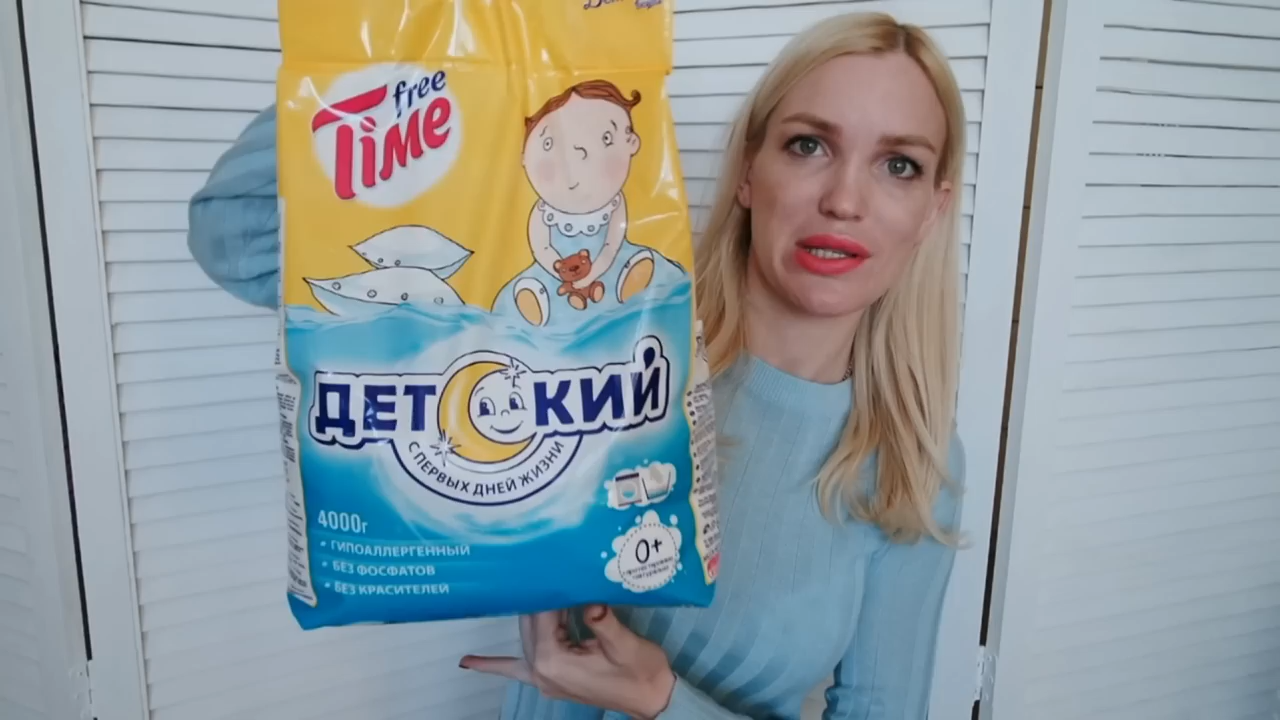 free
Time
ДЕТСКИЙ
С ПЕРВЫХ ДНЕЙ ЖИЗНИ
4000г
• ГИПОАЛЛЕРГЕННЫЙ
• БЕЗ ФОСФАТОВ
• БЕЗ КРАСИТЕЛЕЙ
0+